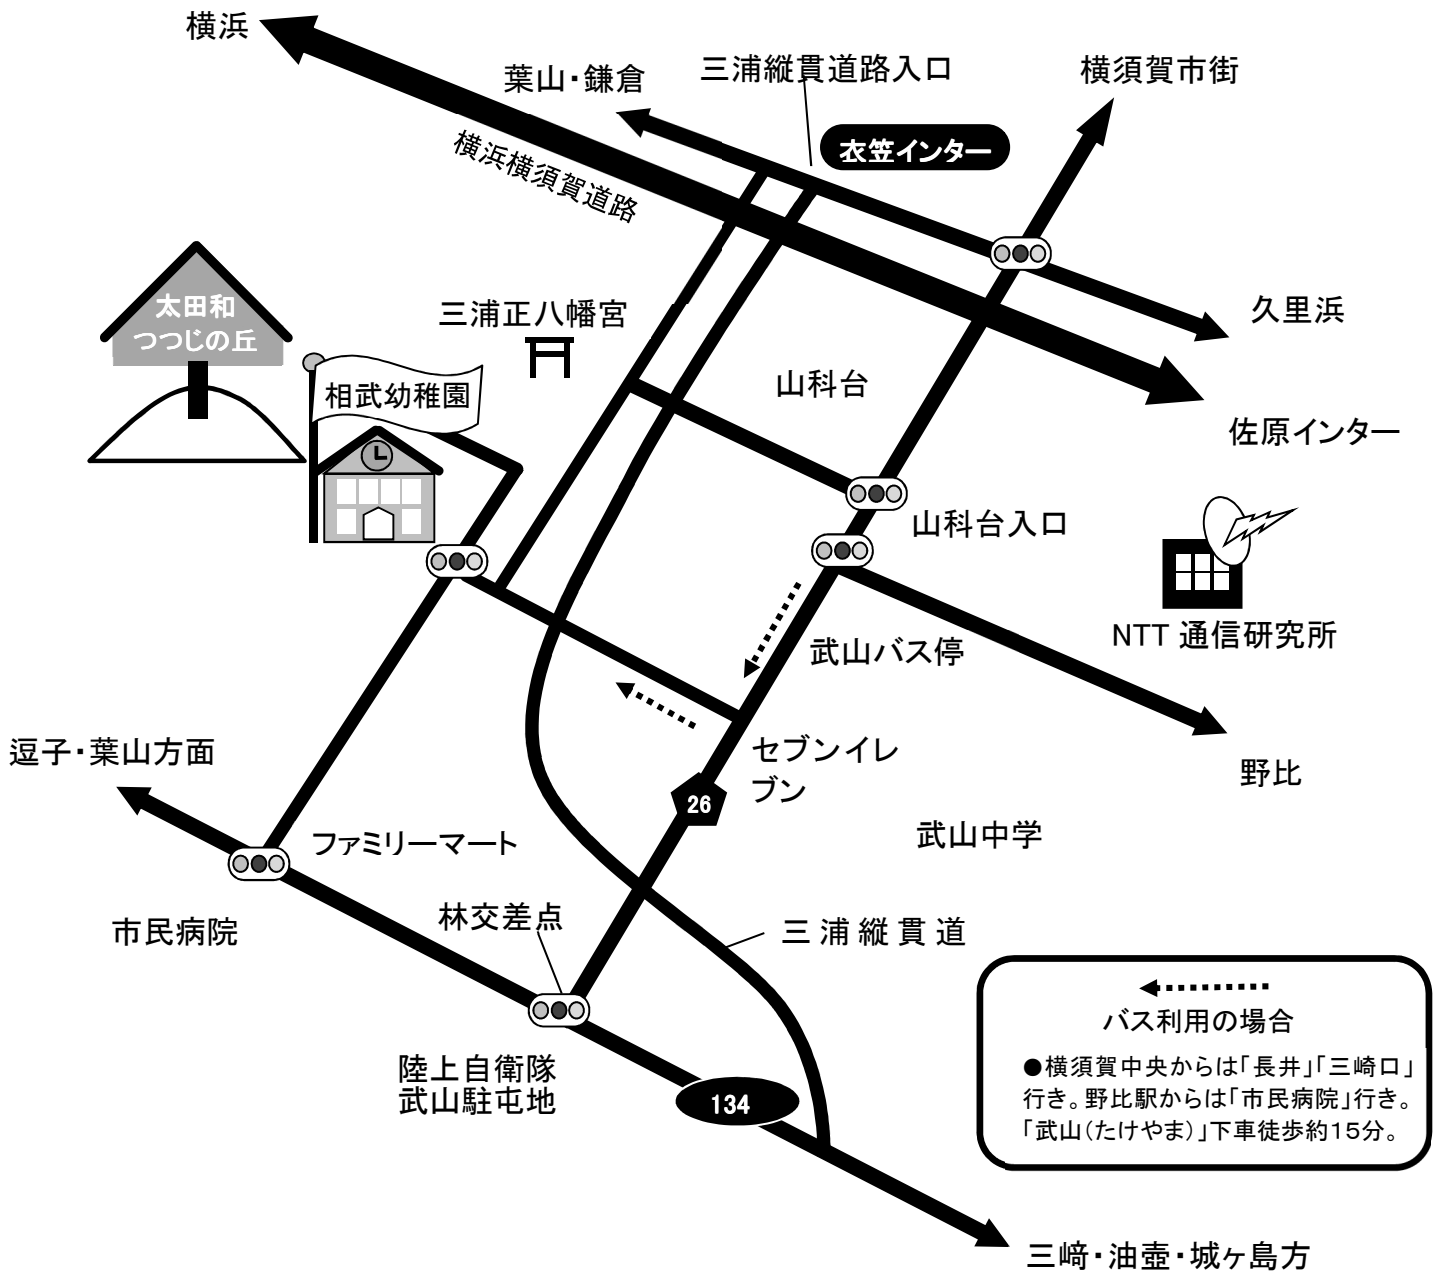 横浜
葉山・鎌倉
三浦縦貫道路入口
横須賀市街
衣笠インター
横浜横須賀道路
太田和
つつじの丘
三浦正八幡宮
久里浜
相武幼稚園
山科台
佐原インター
山科台入口
NTT 通信研究所
武山バス停
逗子・葉山方面
セブンイレ
ブン
野比
26
ファミリーマート
武山中学
市民病院
林交差点
三浦縦貫道
陸上自衛隊
武山駐屯地
134
バス利用の場合
●横須賀中央からは「長井」「三崎口」
行き。野比駅からは「市民病院」行き。
「武山(たけやま)」下車徒歩約15分。
三﨑・油壺・城ヶ島方